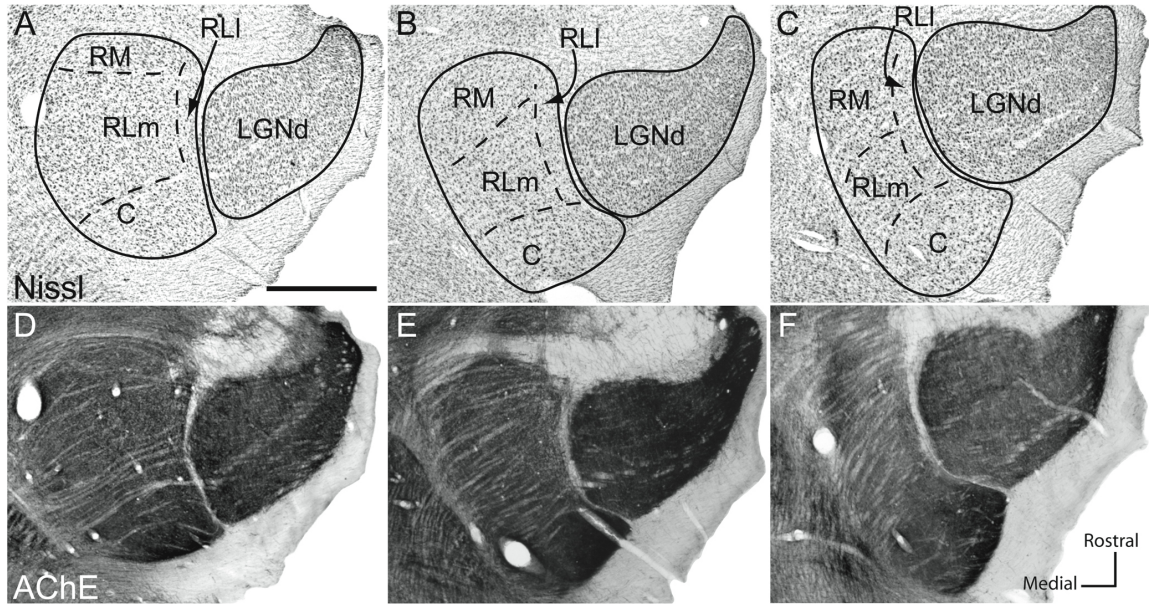 A
RM
RLl
RLm
LGNd
C
Nissl
B
RLl
RM
LGNd
RLm
C
C
RLl
RM
LGNd
RLm
C
D
AChE
E
F
Rostral
Medial